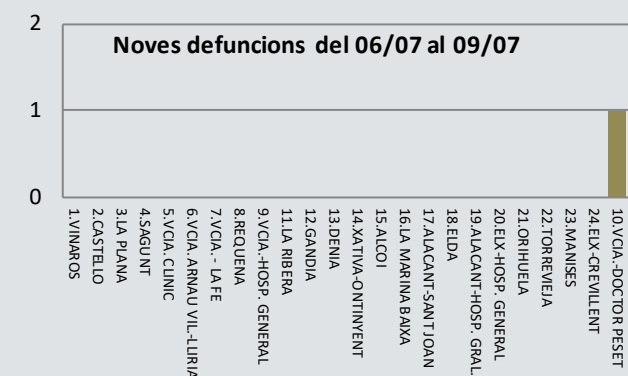 Noves defuncions del 06/07 al 09/07
2
1
0
1.VINAROS
2.CASTELLO
3.LA PLANA
4.SAGUNT
5.VCIA. CLINIC
6.VCIA. ARNAU VIL.-LLIRIA
7.VCIA. - LA FE
8.REQUENA
9.VCIA.-HOSP. GENERAL
11.LA RIBERA
12.GANDIA
13.DENIA
14.XATIVA-ONTINYENT
15.ALCOI
16.LA MARINA BAIXA
17.ALACANT-SANT JOAN
18.ELDA
19.ALACANT-HOSP. GRAL.
20.ELX-HOSP. GENERAL
21.ORIHUELA
22.TORREVIEJA
23.MANISES
24.ELX-CREVILLENT
10.VCIA.-DOCTOR PESET